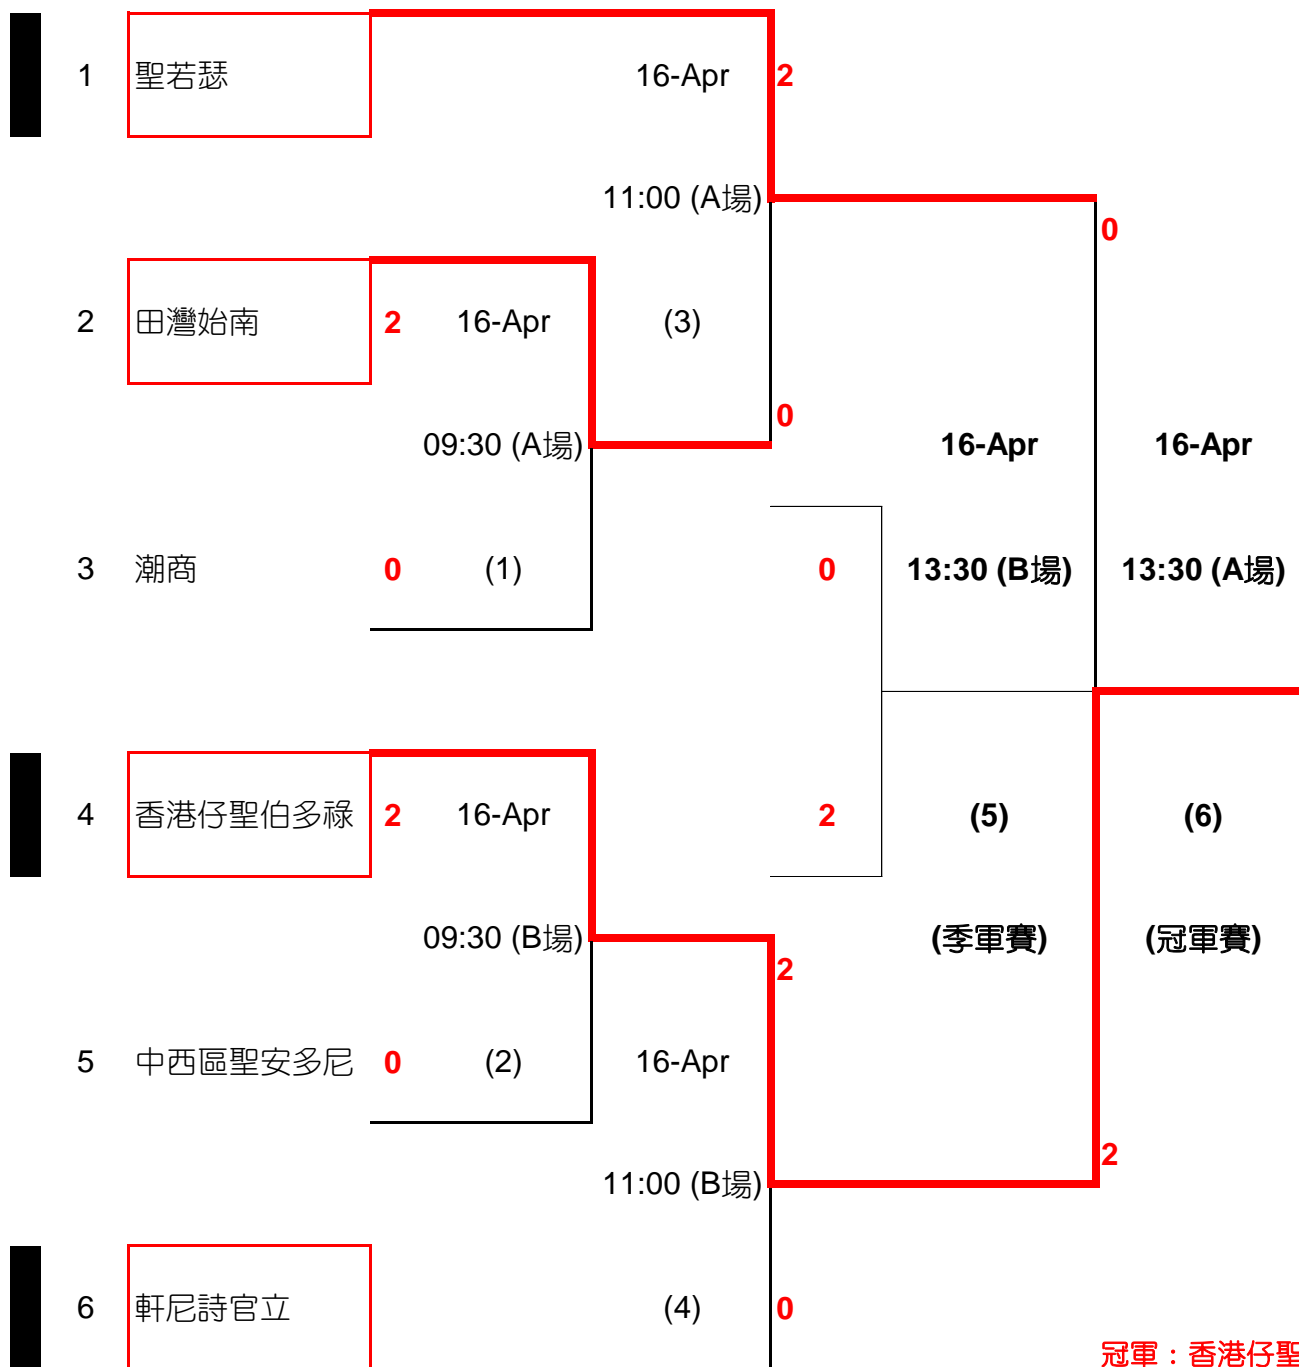 1 聖若瑟 16-Apr 2
11:00 (A場)
0
2 田灣始南 2 16-Apr (3)
0
09:30 (A場) 16-Apr 16-Apr
3 潮商 0 (1) 0 13:30 (B場) 13:30 (A場)
4 香港仔聖伯多祿 2 16-Apr 2 (5) (6)
09:30 (B場) (季軍賽) (冠軍賽)
2
5 中西區聖安多尼 0 (2) 16-Apr
2
11:00 (B場)
6 軒尼詩官立 (4) 0
冠軍：香港仔聖